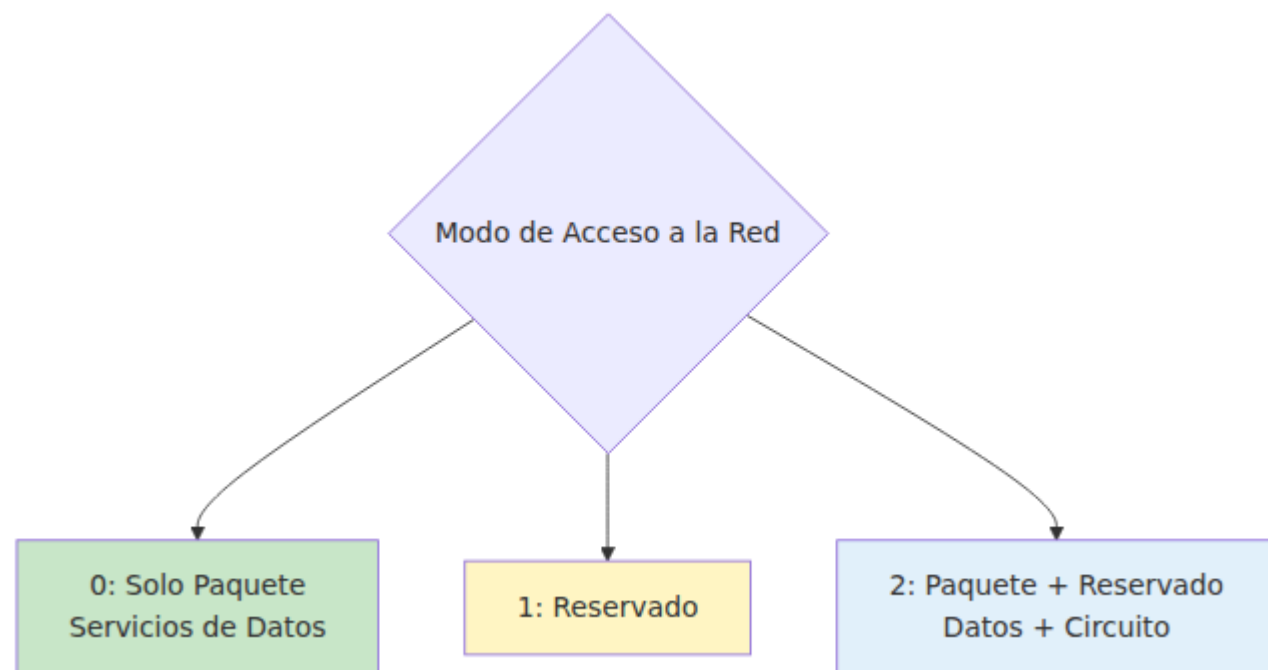 Modo de Acceso a la Red
0: Solo Paquete
Servicios de Datos
1: Reservado
2: Paquete + Reservado
Datos + Circuito